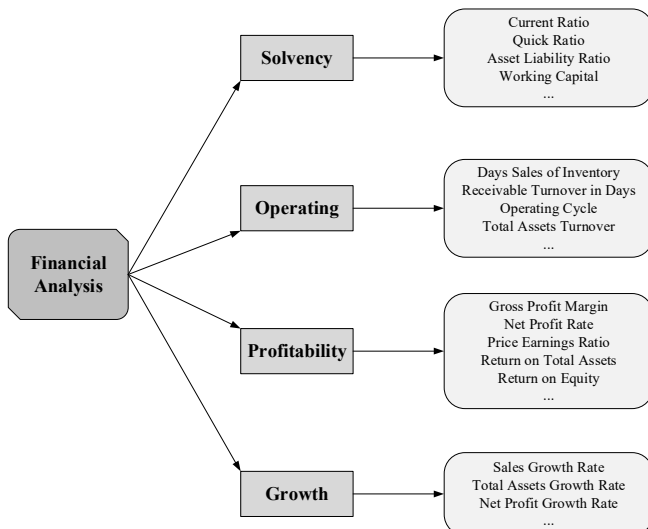 Financial
Analysis
Solvency
Current Ratio
Quick Ratio
Asset Liability Ratio
Working Capital
...
Operating
Days Sales of Inventory
Receivable Turnover in Days
Operating Cycle
Total Assets Turnover
...
Profitability
Gross Profit Margin
Net Profit Rate
Price Earnings Ratio
Return on Total Assets
Return on Equity
...
Growth
Sales Growth Rate
Total Assets Growth Rate
Net Profit Growth Rate
...